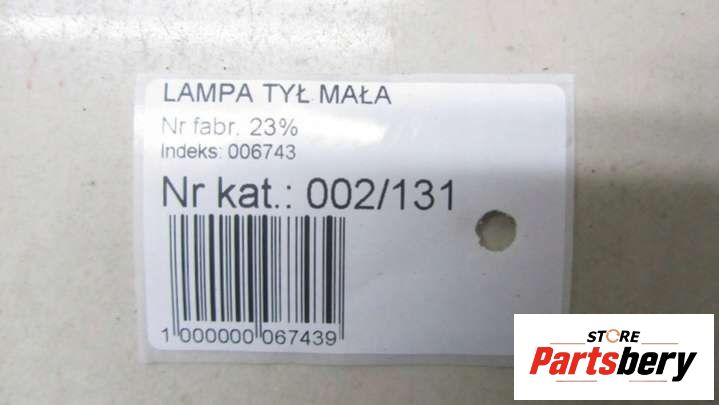 LAMPA TYŁ MAŁA
Nr fabr. 23%
Indeks: 006743
Nr kat.: 002/131
1 000000 067439
STORE
Partsbery